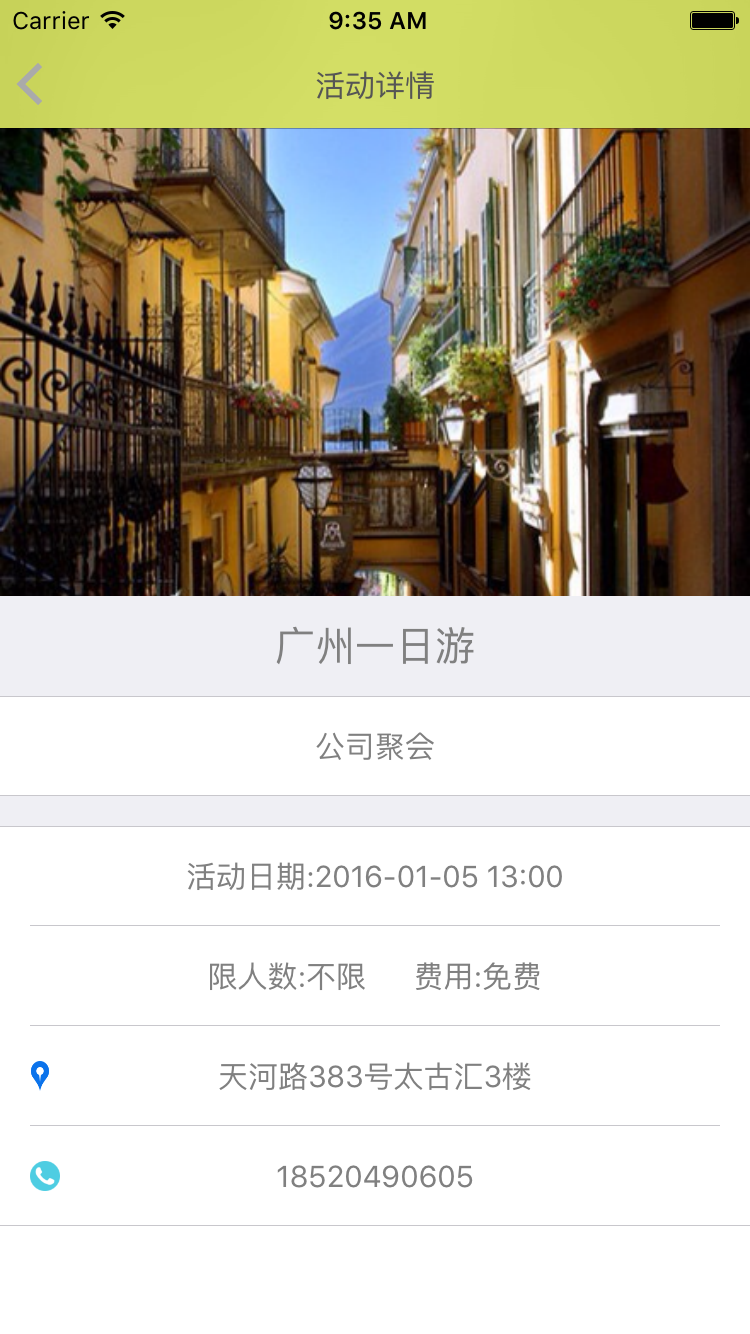 Carrier 9:35 AM
活动详情
广州一日游
公司聚会
活动日期:2016-01-05 13:00
限人数:不限 费用:免费
天河路383号太古汇3楼
18520490605